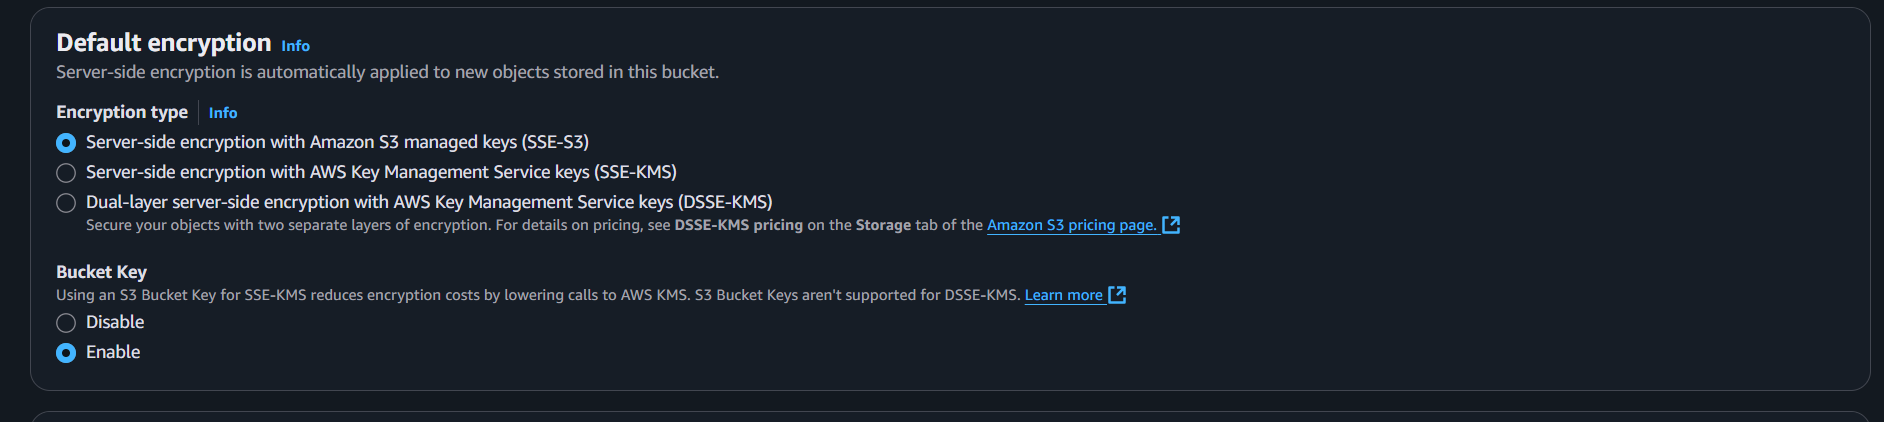 Default encryption Info
Server-side encryption is automatically applied to new objects stored in this bucket.
Encryption type Info
Server-side encryption with Amazon S3 managed keys (SSE-S3)
Server-side encryption with AWS Key Management Service keys (SSE-KMS)
Dual-layer server-side encryption with AWS Key Management Service keys (DSSE-KMS)
Secure your objects with two separate layers of encryption. For details on pricing, see DSSE-KMS pricing on the Storage tab of the Amazon S3 pricing page.
Bucket Key
Using an S3 Bucket Key for SSE-KMS reduces encryption costs by lowering calls to AWS KMS. S3 Bucket Keys aren't supported for DSSE-KMS. Learn more
Disable
Enable